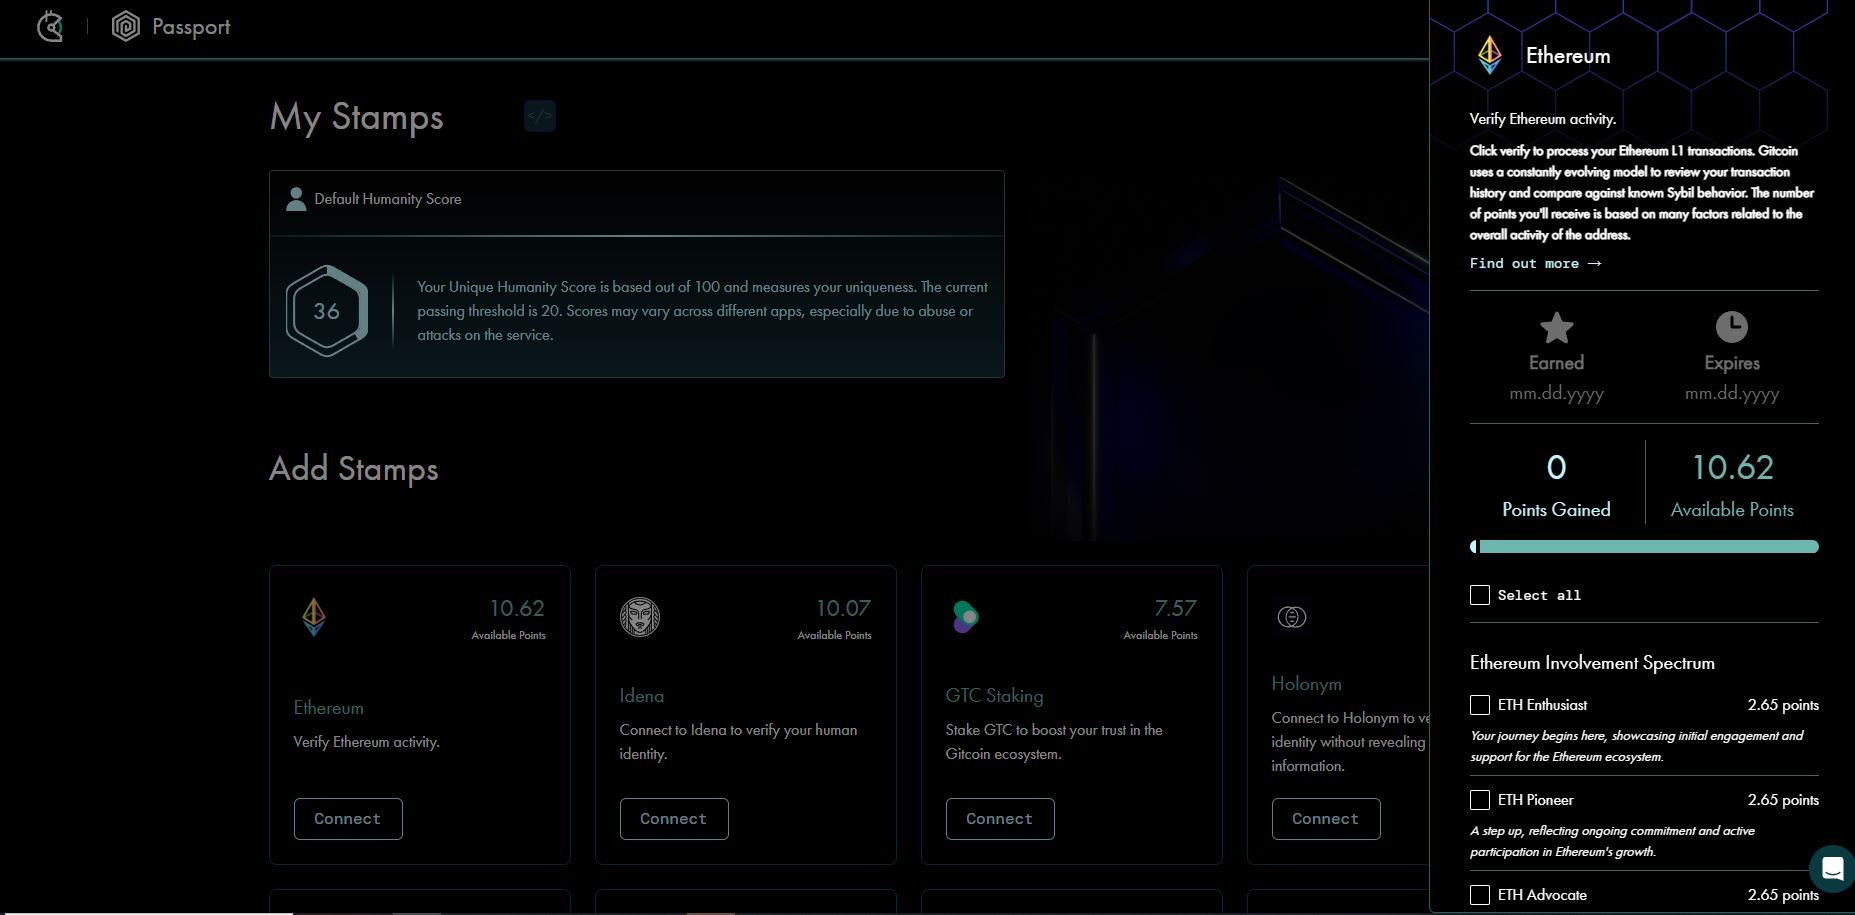 Passport
My Stamps
</>
Default Humanity Score
36
Your Unique Humanity Score is based out of 100 and measures your uniqueness. The current
passing threshold is 20. Scores may vary across different apps, especially due to abuse or
attacks on the service.
Add Stamps
10.62
Available Points
Ethereum
Verify Ethereum activity.
Connect
10.07
Available Points
Idena
Connect to Idena to verify your human
identity.
Connect
7.57
Available Points
GTC Staking
Stake GTC to boost your trust in the
Gitcoin ecosystem.
Connect
Holonym
Connect to Holonym to ve
identity without revealing
information.
Connect
Ethereum
Verify Ethereum activity.
Click verify to process your Ethereum L1 transactions. Gitcoin
uses a constantly evolving model to review your transaction
history and compare against known Sybil behavior. The number
of points you'll receive is based on many factors related to the
overall activity of the address.
Find out more →
Earned
mm.dd.yyyy
Expires
mm.dd.yyyy
0
Points Gained
10.62
Available Points
Select all
Ethereum Involvement Spectrum
ETH Enthusiast 2.65 points
Your journey begins here, showcasing initial engagement and
support for the Ethereum ecosystem.
ETH Pioneer 2.65 points
A step up, reflecting ongoing commitment and active
participation in Ethereum's growth.
ETH Advocate 2.65 points